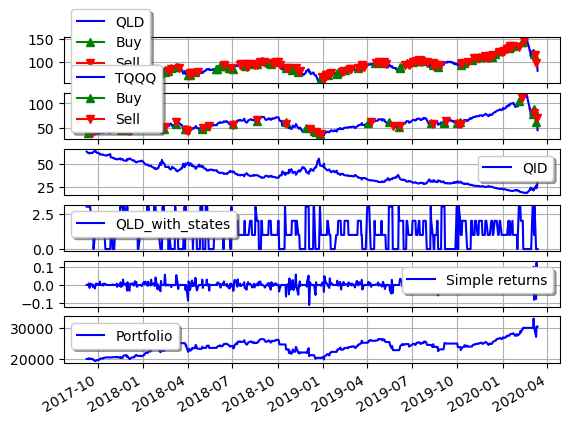 QLD
Buy
Sell
150
100
TQQQ
Buy
Sell
100
50
QID
50
25
QLD_with_states
2.5
0.0
Simple returns
0.1
0.0
−0.1
Portfolio
30000
20000
2017-10
2018-01
2018-04
2018-07
2018-10
2019-01
2019-04
2019-07
2019-10
2020-01
2020-04